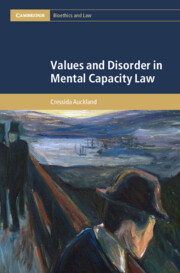 CAMBRIDGE
Bioethics and Law
Values and Disorder in
Mental Capacity Law
Cressida Auckland